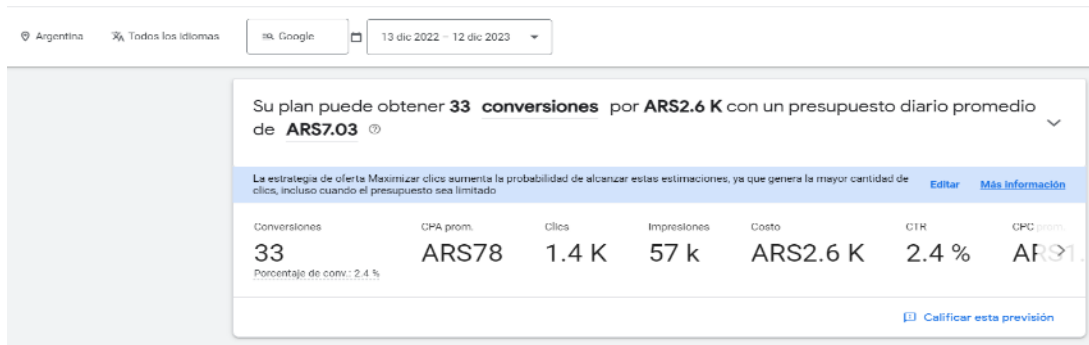 Argentina Todos los idiomas Google 13 dic 2022 – 12 dic 2023
Su plan puede obtener 33 conversiones por ARS2.6 K con un presupuesto diario promedio
de ARS7.03
La estrategia de oferta Maximizar clics aumenta la probabilidad de alcanzar estas estimaciones, ya que genera la mayor cantidad de
clics, incluso cuando el presupuesto sea limitado
Editar Más información
Conversiones CPA prom. Clics Impresiones Costo CTR CPC prom.
33 ARS78 1.4 K 57 k ARS2.6 K 2.4 % ARS1.
Porcentaje de conv.: 2.4 %
Calificar esta previsión